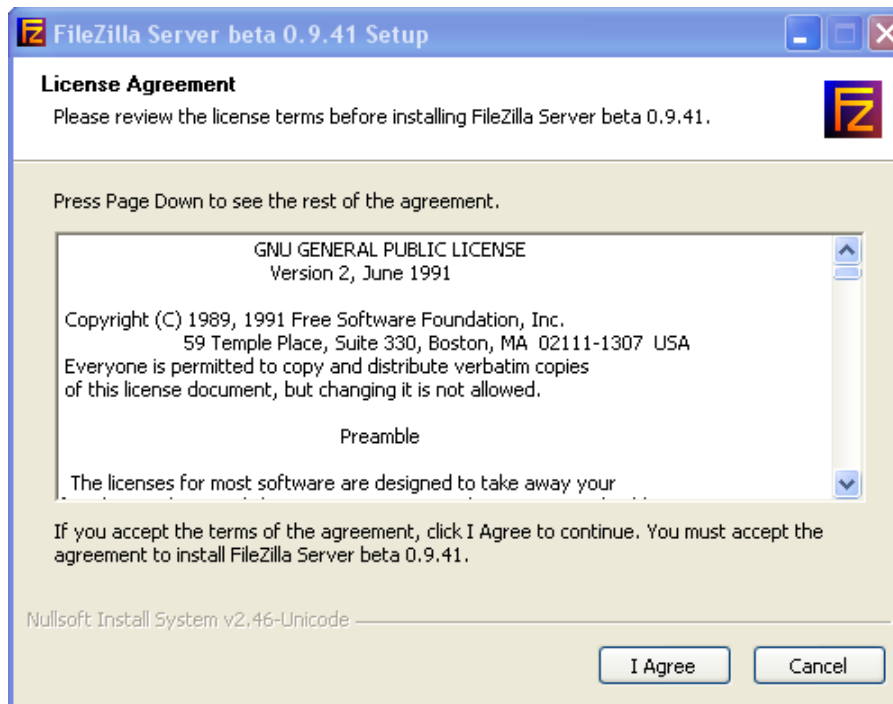 FileZilla Server beta 0.9.41 Setup
License Agreement
Please review the license terms before installing FileZilla Server beta 0.9.41.
FZ
Press Page Down to see the rest of the agreement.
GNU GENERAL PUBLIC LICENSE
Version 2, June 1991
Copyright (C) 1989, 1991 Free Software Foundation, Inc.
59 Temple Place, Suite 330, Boston, MA 02111-1307 USA
Everyone is permitted to copy and distribute verbatim copies
of this license document, but changing it is not allowed.
Preamble
The licenses for most software are designed to take away your
If you accept the terms of the agreement, click I Agree to continue. You must accept the
agreement to install FileZilla Server beta 0.9.41.
Nullsoft Install System v2.46-Unicode
I Agree
Cancel